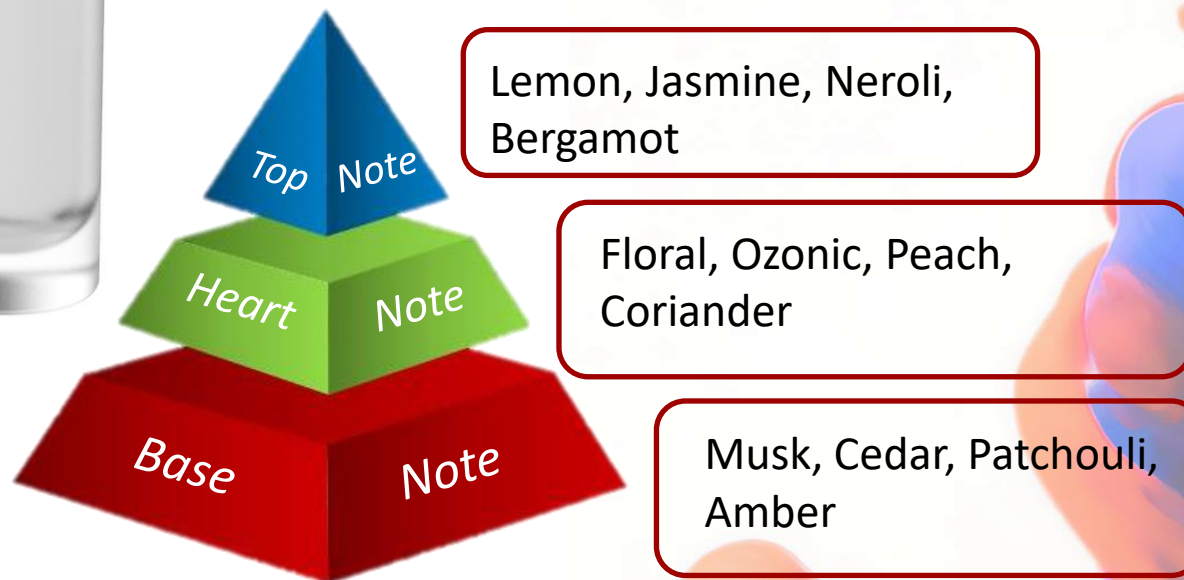 Top Note
Lemon, Jasmine, Neroli,
Bergamot
Heart Note
Floral, Ozonic, Peach,
Coriander
Base Note
Musk, Cedar, Patchouli,
Amber